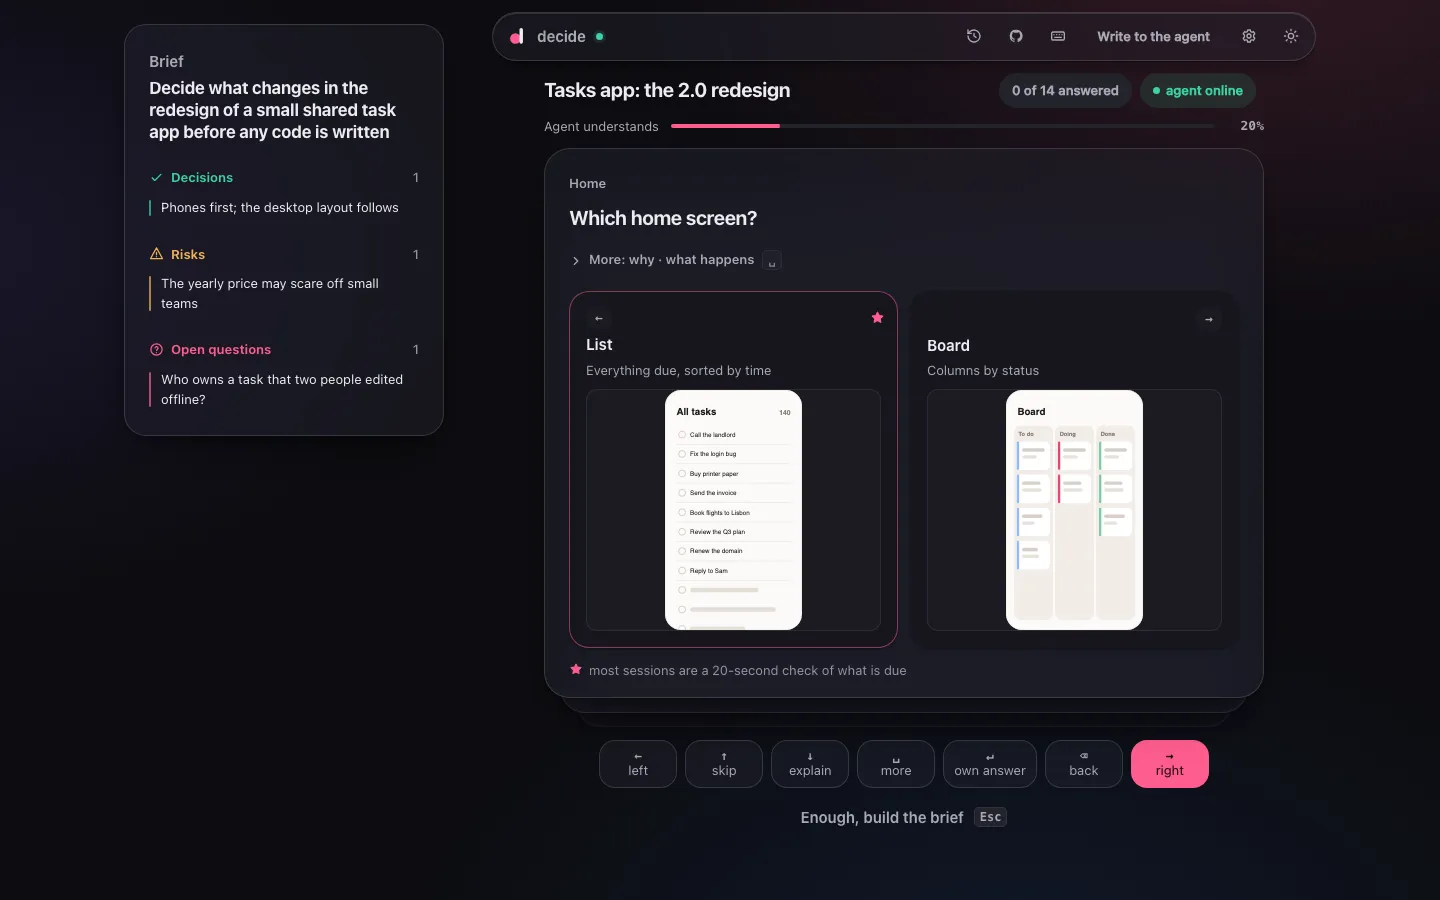 Brief
Decide what changes in the
redesign of a small shared task
app before any code is written
Decisions 1
Phones first; the desktop layout follows
Risks 1
The yearly price may scare off small
teams
Open questions 1
Who owns a task that two people edited
offline?
decide
Write to the agent
Tasks app: the 2.0 redesign
0 of 14 answered
agent online
Agent understands
20%
Home
Which home screen?
More: why · what happens ␣
←
List
Everything due, sorted by time
All tasks 140
Call the landlord
Fix the login bug
Buy printer paper
Send the invoice
Book flights to Lisbon
Review the Q3 plan
Renew the domain
Reply to Sam
→
Board
Columns by status
Board
To do Doing Done
most sessions are a 20-second check of what is due
← left
↑ skip
↓ explain
␣ more
↵ own answer
⌫ back
→ right
Enough, build the brief Esc